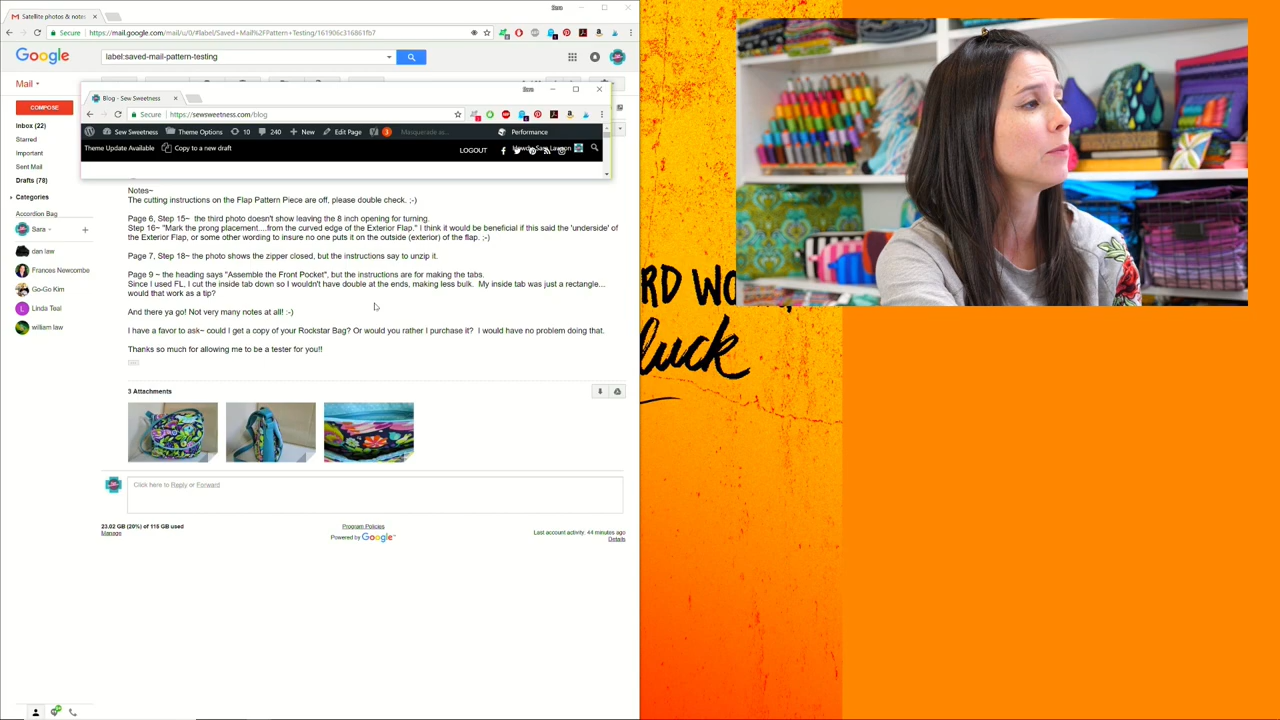 Sara
Satellite photos & notes
Secure
https://mail.google.com/mail/u/0/#label/Saved+Mail%2FPattern+Testing/161906c316861fb7
Google
label:saved-mail-pattern-testing
Mail
COMPOSE
Inbox (22)
Starred
Important
Sent Mail
Drafts (78)
Categories
Accordion Bag
Sara
dan law
Frances Newcombe
Go-Go Kim
Linda Teal
william law
Blog - Sew Sweetness
Sara
Secure
https://sewsweetness.com/blog
Sew Sweetness
Theme Options
10
240
New
Edit Page
3
Masquerade as...
Performance
Theme Update Available
Copy to a new draft
LOGOUT
Notes~
The cutting instructions on the Flap Pattern Piece are off, please double check. ;-)
Page 6, Step 15~ the third photo doesn't show leaving the 8 inch opening for turning.
Step 16~ "Mark the prong placement....from the curved edge of the Exterior Flap." I think it would be beneficial if this said the 'underside' of
the Exterior Flap, or some other wording to insure no one puts it on the outside (exterior) of the flap. ;-)
Page 7, Step 18~ the photo shows the zipper closed, but the instructions say to unzip it.
Page 9 ~ the heading says "Assemble the Front Pocket", but the instructions are for making the tabs.
Since I used FL, I cut the inside tab down so I wouldn't have double at the ends, making less bulk. My inside tab was just a rectangle...
would that work as a tip?
And there ya go! Not very many notes at all! :-)
I have a favor to ask~ could I get a copy of your Rockstar Bag? Or would you rather I purchase it? I would have no problem doing that.
Thanks so much for allowing me to be a tester for you!!
3 Attachments
Click here to Reply or Forward
23.02 GB (20%) of 115 GB used
Manage
Program Policies
Powered by Google™
Last account activity: 44 minutes ago
Details
RD WO
luck